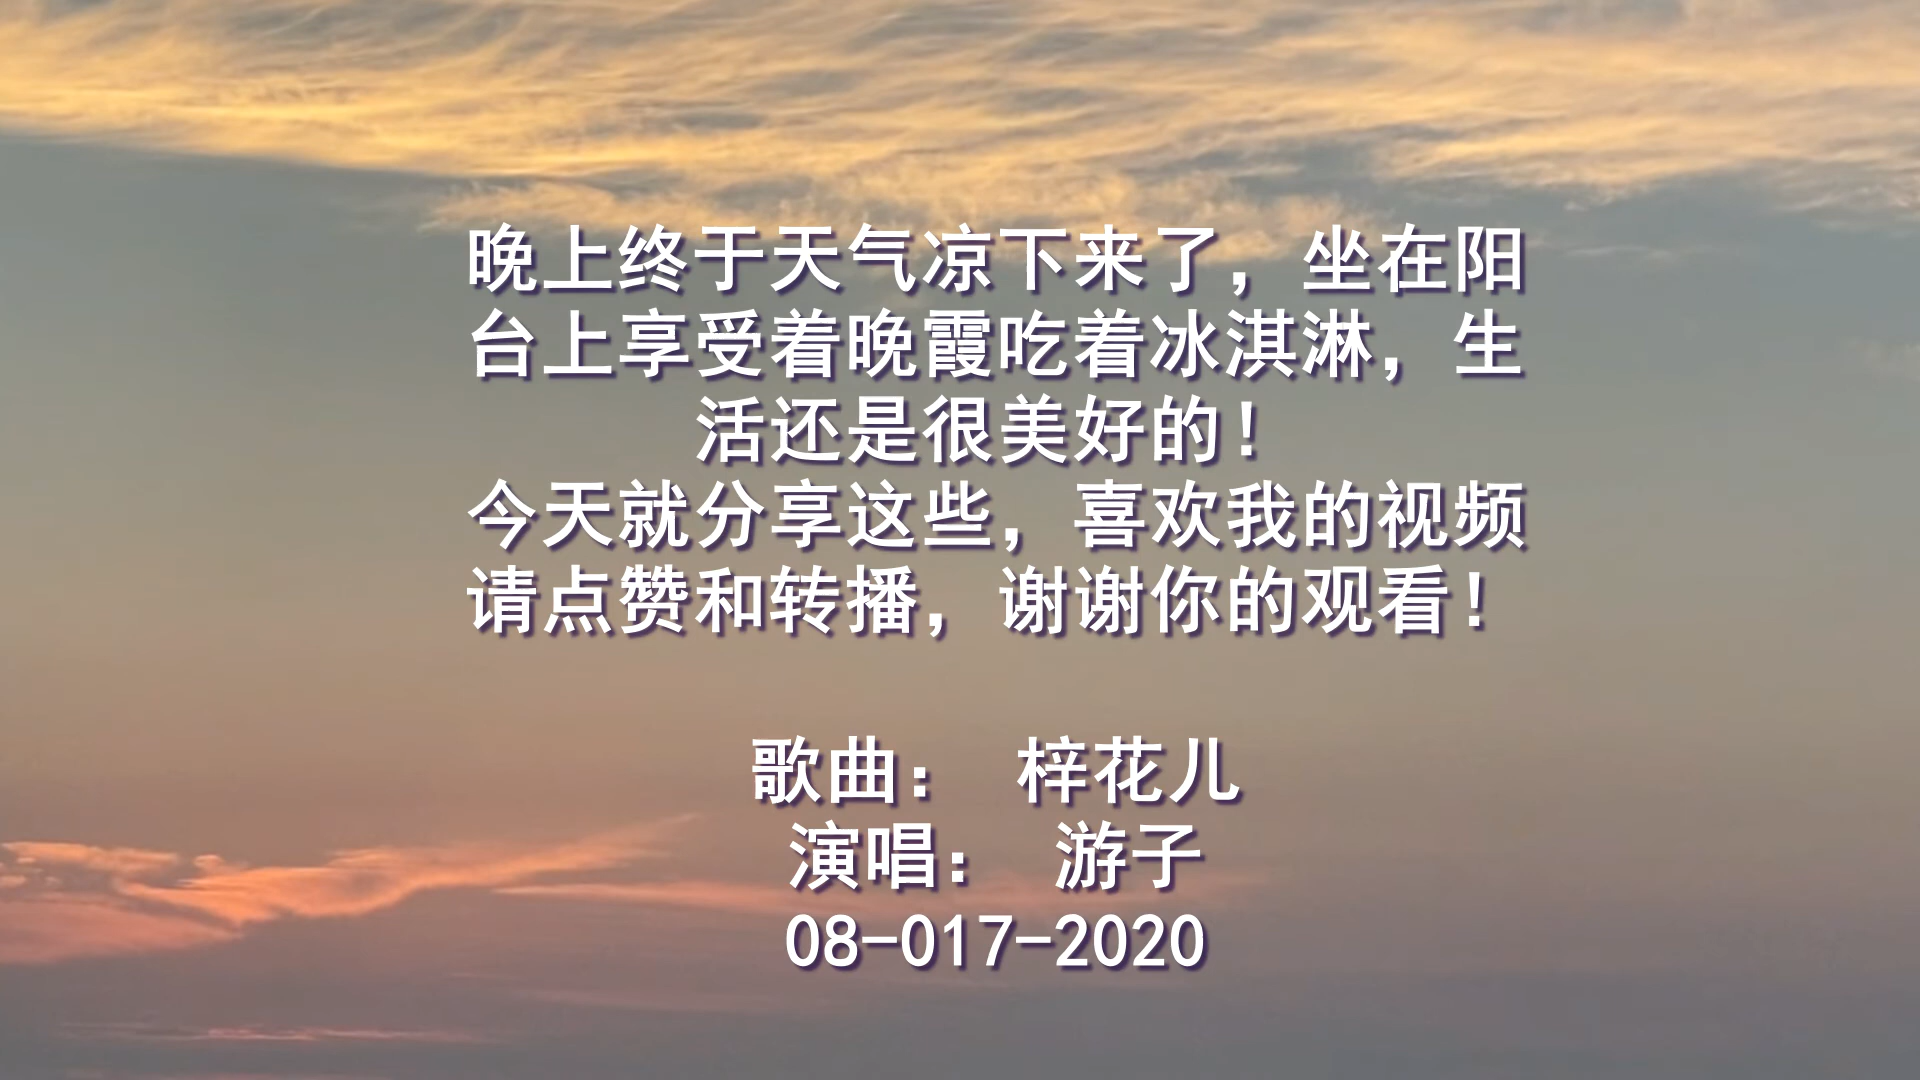 晚上终于天气凉下来了，坐在阳
台上享受着晚霞吃着冰淇淋，生
活还是很美好的！
今天就分享这些，喜欢我的视频
请点赞和转播，谢谢你的观看！
歌曲： 梓花儿
演唱： 游子
08-017-2020